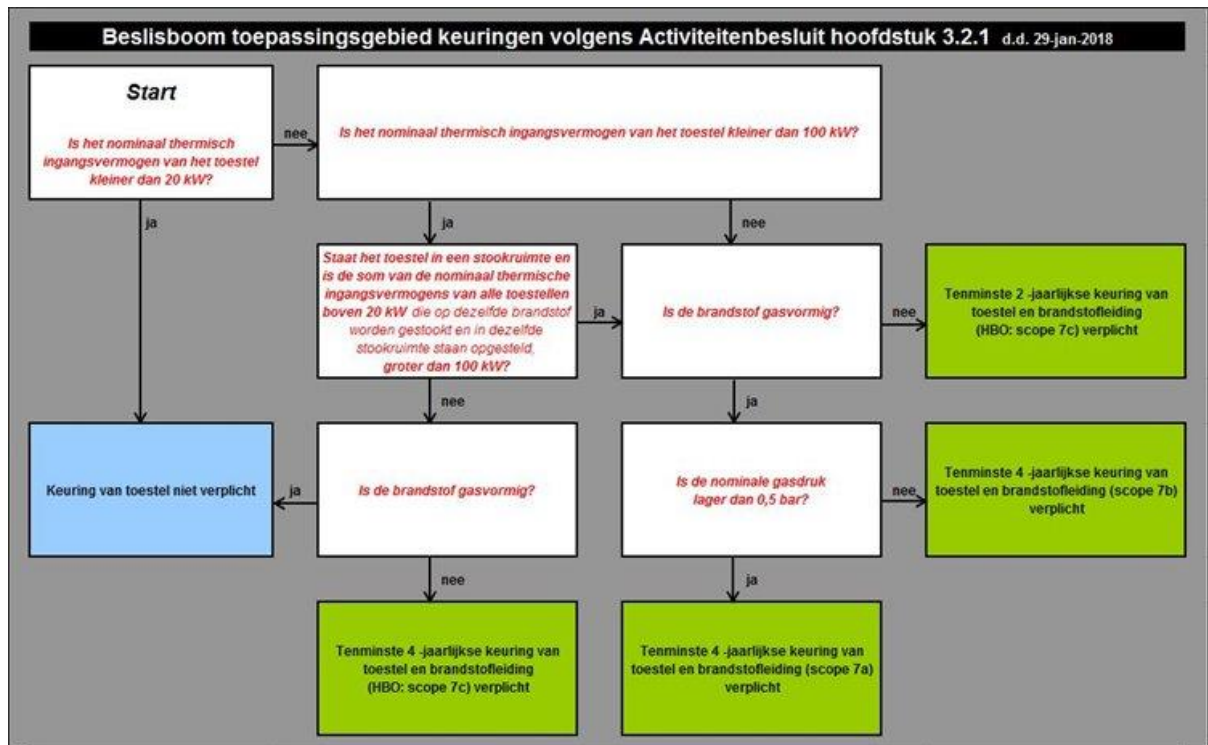 Beslisboom toepassingsgebied keuringen volgens Activiteitenbesluit hoofdstuk 3.2.1 d.d. 29-jan-2018
Start
Is het nominaal thermisch
ingangsvermogen van het toestel
kleiner dan 20 kW?
nee
Is het nominaal thermisch ingangsvermogen van het toestel kleiner dan 100 kW?
ja
ja
nee
Staat het toestel in een stookruimte en
is de som van de nominaal thermische
ingangsvermogens van alle toestellen
boven 20 kW die op dezelfde brandstof
worden gestookt en in dezelfde
stookruimte staan opgesteld,
groter dan 100 kW?
ja
Is de brandstof gasvormig?
nee
Tenminste 2 -jaarlijkse keuring van
toestel en brandstofleiding
(HBO: scope 7c) verplicht
nee
ja
Keuring van toestel niet verplicht
ja
Is de brandstof gasvormig?
Is de nominale gasdruk
lager dan 0,5 bar?
nee
Tenminste 4 -jaarlijkse keuring van
toestel en brandstofleiding (scope 7b)
verplicht
nee
ja
Tenminste 4 -jaarlijkse keuring van
toestel en brandstofleiding
(HBO: scope 7c) verplicht
Tenminste 4 -jaarlijkse keuring van
toestel en brandstofleiding (scope 7a)
verplicht